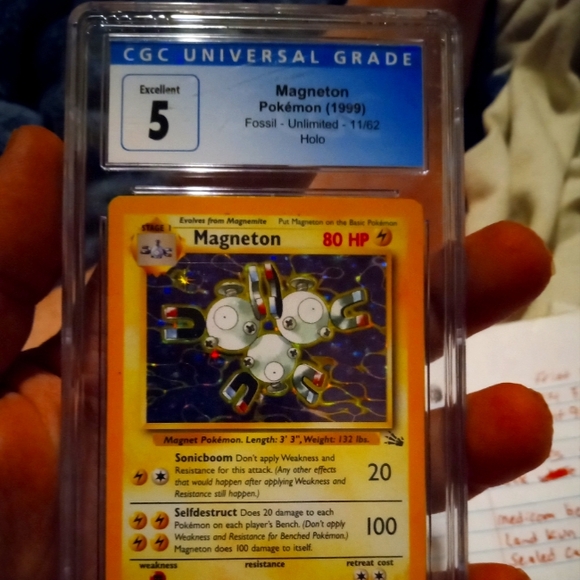 CGC UNIVERSAL GRADE
Excellent
5
Magneton
Pokémon (1999)
Fossil - Unlimited - 11/62
Holo
Evolves from Magnemite Put Magneton on the Basic Pokémon
STAGE 1
Magneton 80 HP
Magnet Pokémon. Length: 3' 3", Weight: 132 lbs.
Sonicboom Don't apply Weakness and
Resistance for this attack. (Any other effects
that would happen after applying Weakness and
Resistance still happen.)
20
Selfdestruct Does 20 damage to each
Pokémon on each player's Bench. (Don't apply
Weakness and Resistance for Benched Pokémon.)
Magneton does 100 damage to itself.
100
weakness resistance retreat cost
Sealed